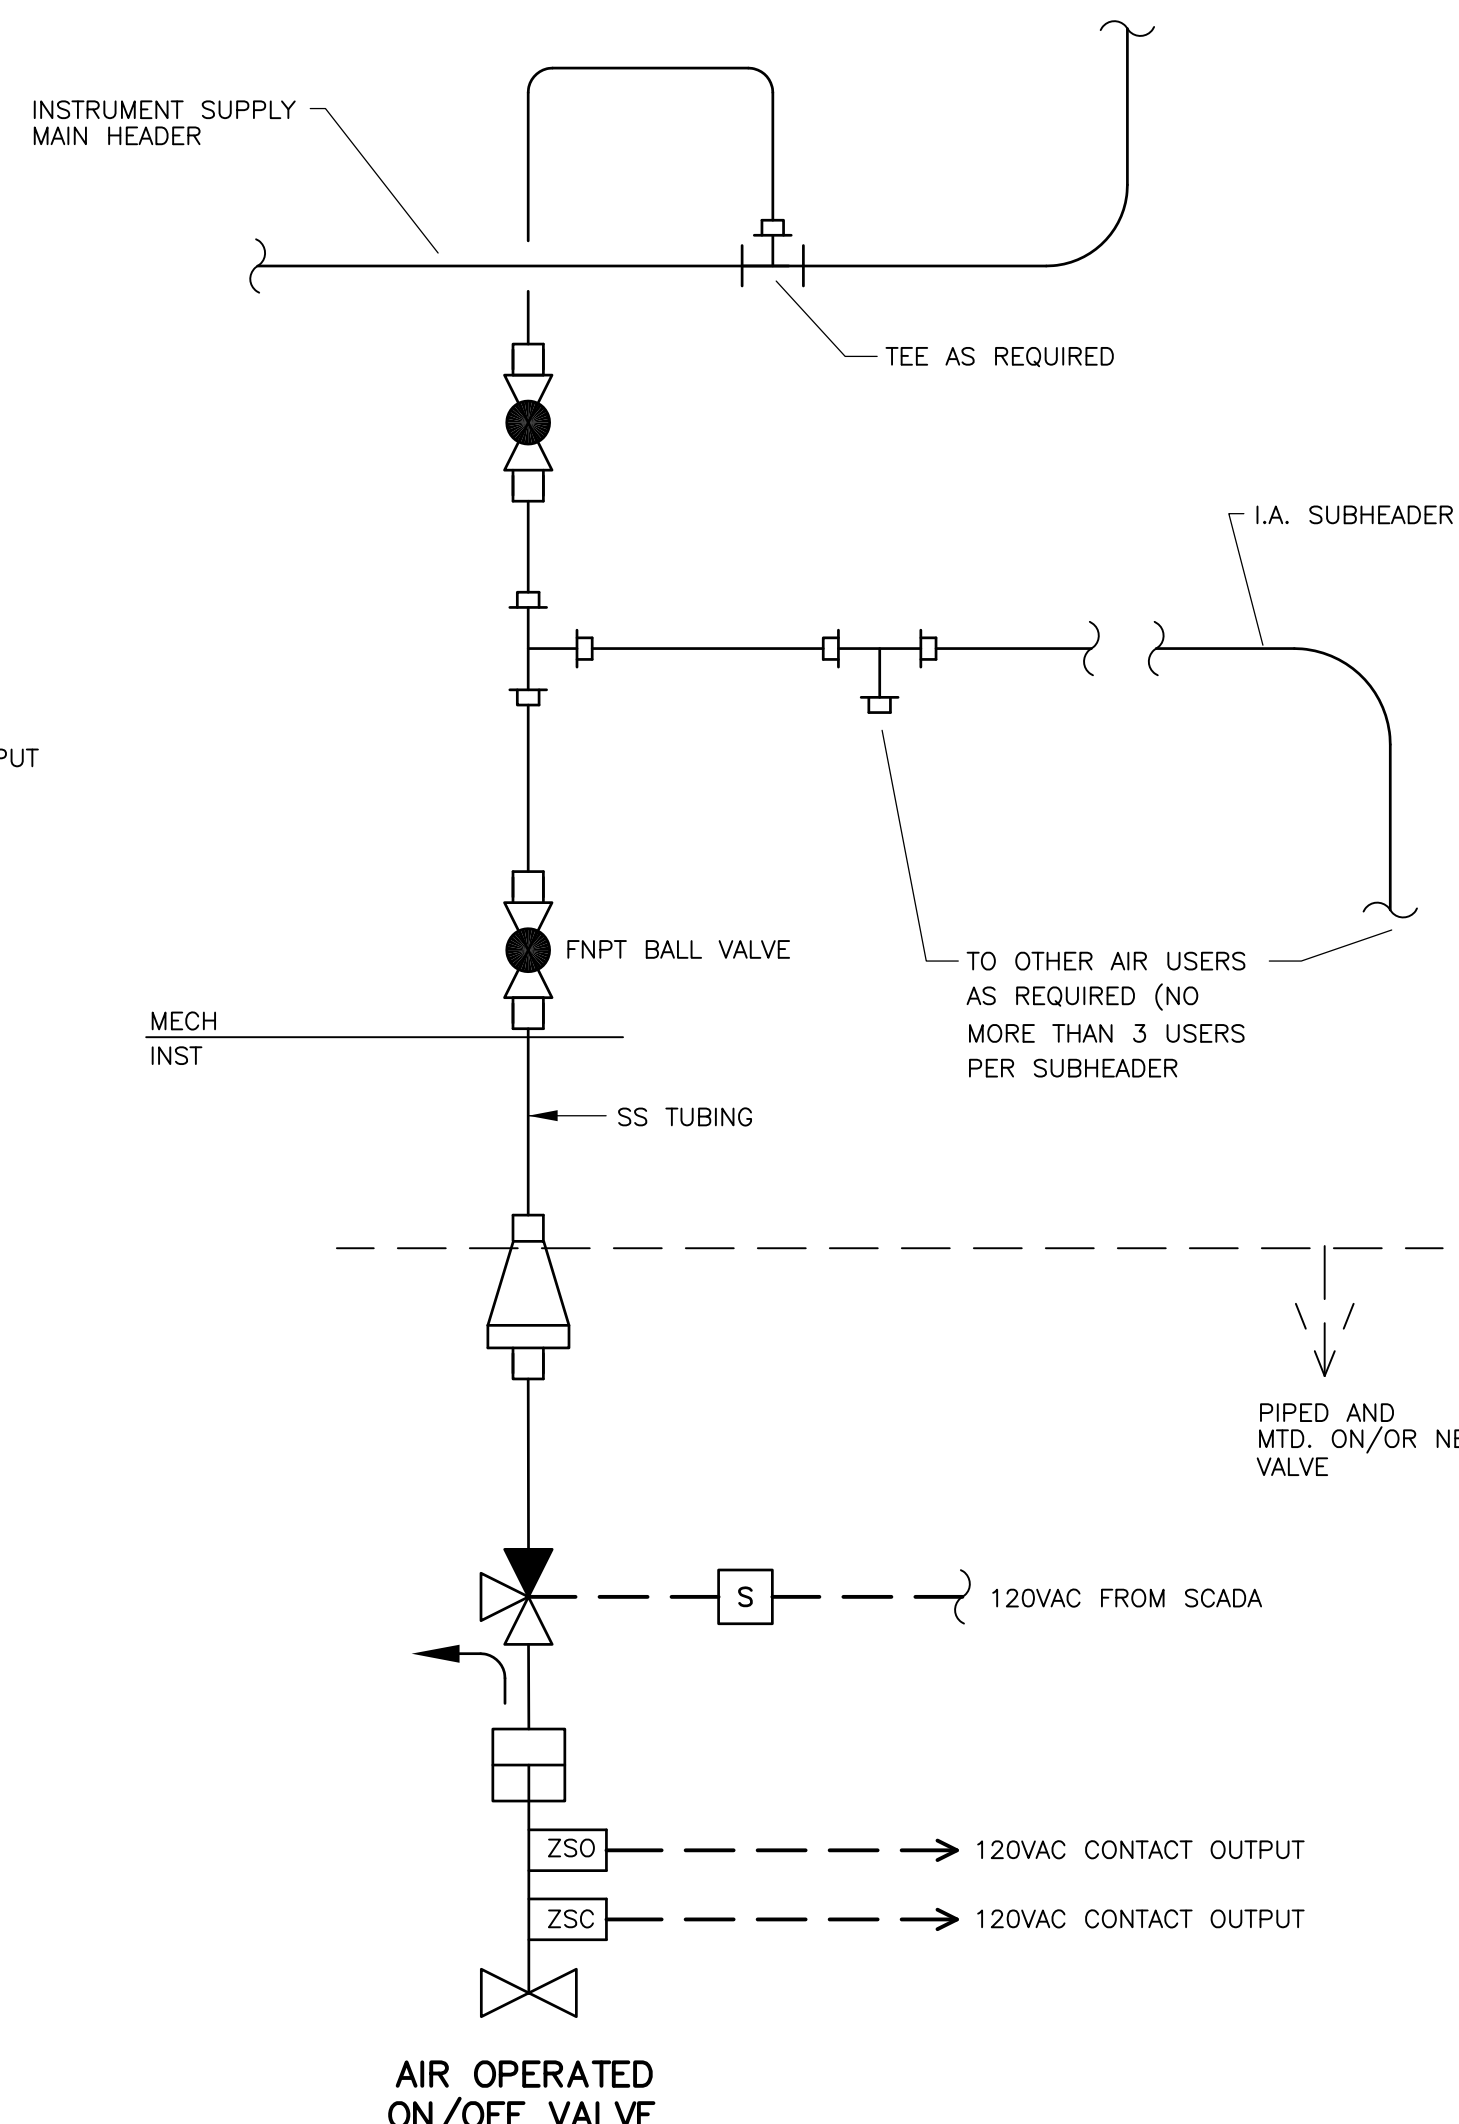 INSTRUMENT SUPPLY
MAIN HEADER
TEE AS REQUIRED
I.A. SUBHEADER
PUT
FNPT BALL VALVE
TO OTHER AIR USERS
AS REQUIRED (NO
MORE THAN 3 USERS
PER SUBHEADER
MECH
INST
SS TUBING
PIPED AND
MTD. ON/OR NE
VALVE
S
120VAC FROM SCADA
ZSO
120VAC CONTACT OUTPUT
ZSC
120VAC CONTACT OUTPUT
AIR OPERATED
ON/OFF VALVE